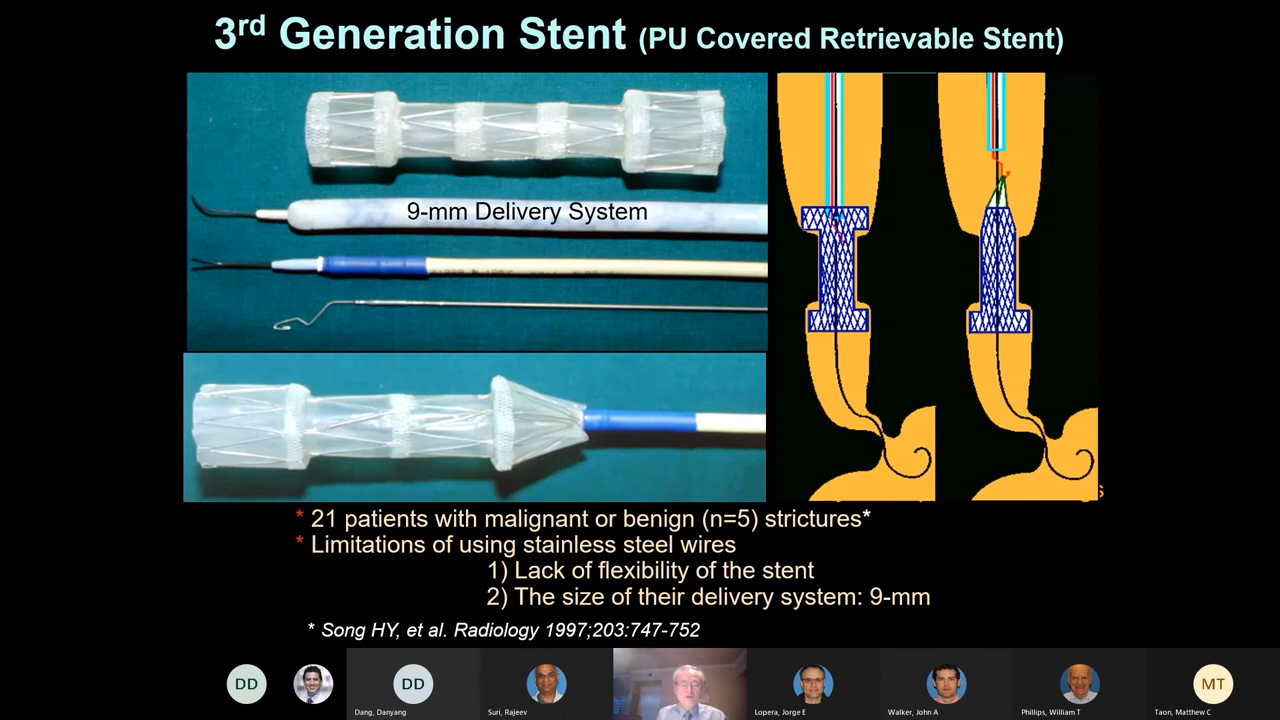 3rd Generation Stent (PU Covered Retrievable Stent)
9-mm Delivery System
* 21 patients with malignant or benign (n=5) strictures*
* Limitations of using stainless steel wires
1) Lack of flexibility of the stent
2) The size of their delivery system: 9-mm
* Song HY, et al. Radiology 1997;203:747-752
DD
DD
MT
Dang, Danyang
Suri, Rajeev
Lopera, Jorge E
Walker, John A
Phillips, William T
Taon, Matthew C